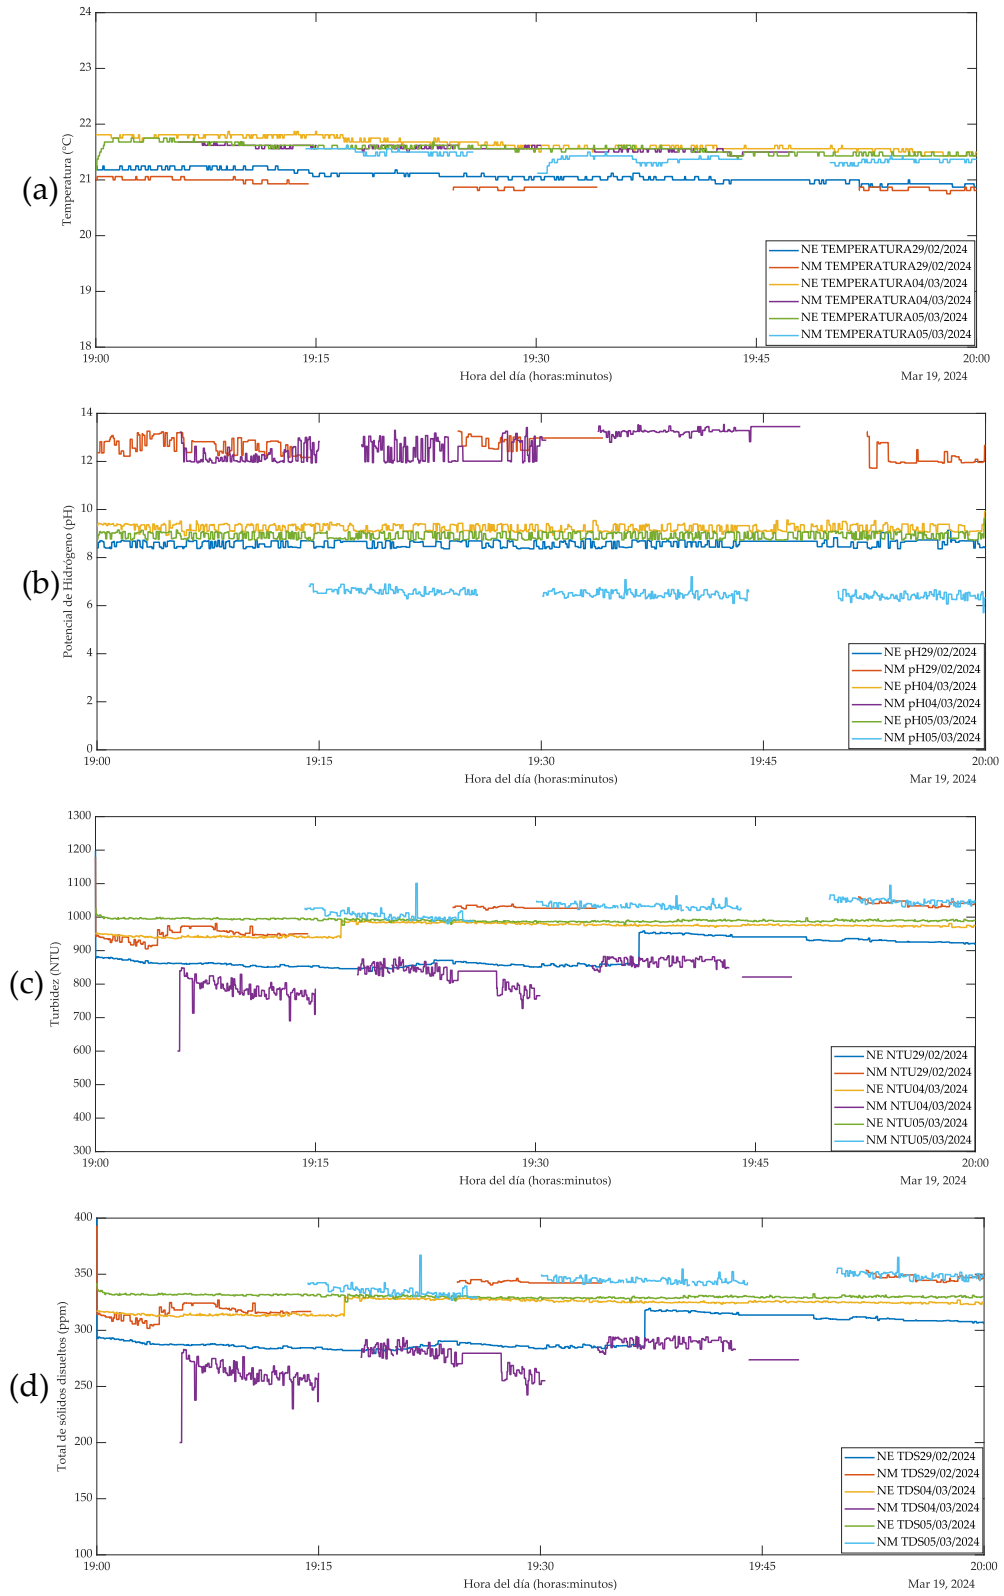 24
23
22
21
20
19
18
Temperatura (°C)
(a)
NE TEMPERATURA29/02/2024
NM TEMPERATURA29/02/2024
NE TEMPERATURA04/03/2024
NM TEMPERATURA04/03/2024
NE TEMPERATURA05/03/2024
NM TEMPERATURA05/03/2024
19:00 19:15 19:30 19:45 20:00
Hora del día (horas:minutos)
Mar 19, 2024
14
12
10
8
6
4
2
0
Potencial de Hidrógeno (pH)
(b)
NE pH29/02/2024
NM pH29/02/2024
NE pH04/03/2024
NM pH04/03/2024
NE pH05/03/2024
NM pH05/03/2024
19:00 19:15 19:30 19:45 20:00
Hora del día (horas:minutos)
Mar 19, 2024
1300
1200
1100
1000
900
800
700
600
500
400
300
Turbidez (NTU)
(c)
NE NTU29/02/2024
NM NTU29/02/2024
NE NTU04/03/2024
NM NTU04/03/2024
NE NTU05/03/2024
NM NTU05/03/2024
19:00 19:15 19:30 19:45 20:00
Hora del día (horas:minutos)
Mar 19, 2024
400
350
300
250
200
150
100
Total de sólidos disueltos (ppm)
(d)
NE TDS29/02/2024
NM TDS29/02/2024
NE TDS04/03/2024
NM TDS04/03/2024
NE TDS05/03/2024
NM TDS05/03/2024
19:00 19:15 19:30 19:45 20:00
Hora del día (horas:minutos)
Mar 19, 2024